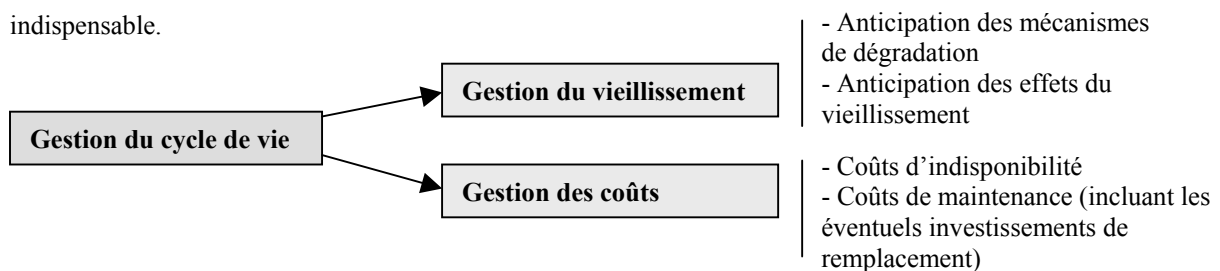 indispensable.
Gestion du cycle de vie
Gestion du vieillissement
- Anticipation des mécanismes
de dégradation
- Anticipation des effets du
vieillissement
Gestion des coûts
- Coûts d’indisponibilité
- Coûts de maintenance (incluant les
éventuels investissements de
remplacement)